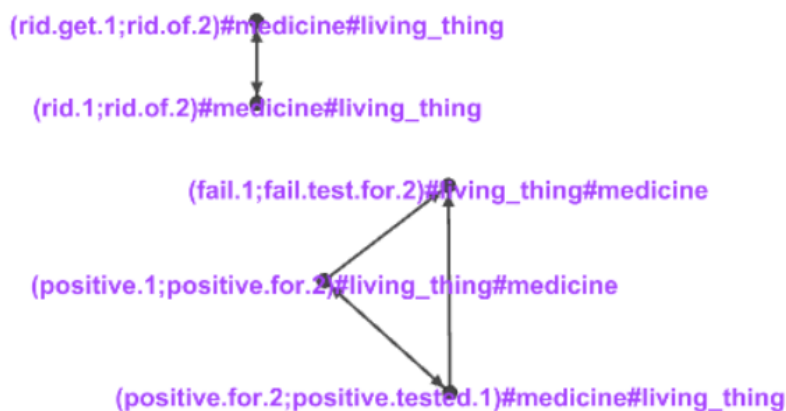 (rid.get.1;rid.of.2)#medicine#living_thing
(rid.1;rid.of.2)#medicine#living_thing
(fail.1;fail.test.for.2)#living_thing#medicine
(positive.1;positive.for.2)#living_thing#medicine
(positive.for.2;positive.tested.1)#medicine#living_thing